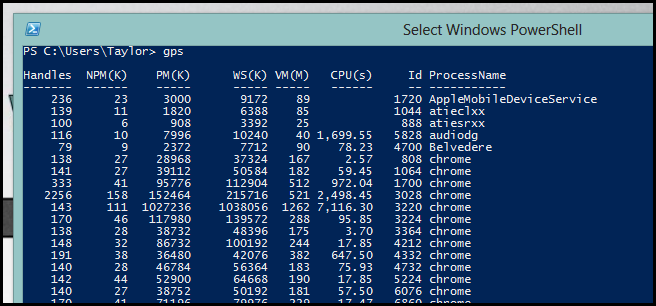 Select Windows PowerShell
PS C:\Users\Taylor> gps
Handles NPM(K) PM(K) WS(K) VM(M) CPU(s) Id ProcessName
------- ------ ----- ----- ----- ------ -- -----------
236 23 3000 9172 89 1720 AppleMobileDeviceService
139 11 1820 6388 85 1044 atieclxx
100 6 908 3392 25 888 atiesrxx
116 10 7996 10240 40 1,699.55 5828 audiodg
79 9 2372 7712 90 78.23 4700 Belvedere
138 27 28968 37324 167 2.57 808 chrome
141 27 39112 50584 182 59.45 1064 chrome
333 41 95776 112904 512 972.04 1700 chrome
2256 158 152464 215716 521 2,498.45 3028 chrome
143 111 1027236 1038056 1262 7,116.30 3220 chrome
170 46 117980 139572 288 95.85 3224 chrome
138 28 38732 48396 175 3.70 3364 chrome
148 32 86732 100192 244 17.85 4212 chrome
191 38 36480 42076 382 647.50 4332 chrome
140 28 46784 56364 183 75.93 4732 chrome
142 44 52900 64668 190 17.85 5224 chrome
140 27 38752 50192 181 57.50 6076 chrome
170 41 71196 79976 229 17.47 6860 chrome